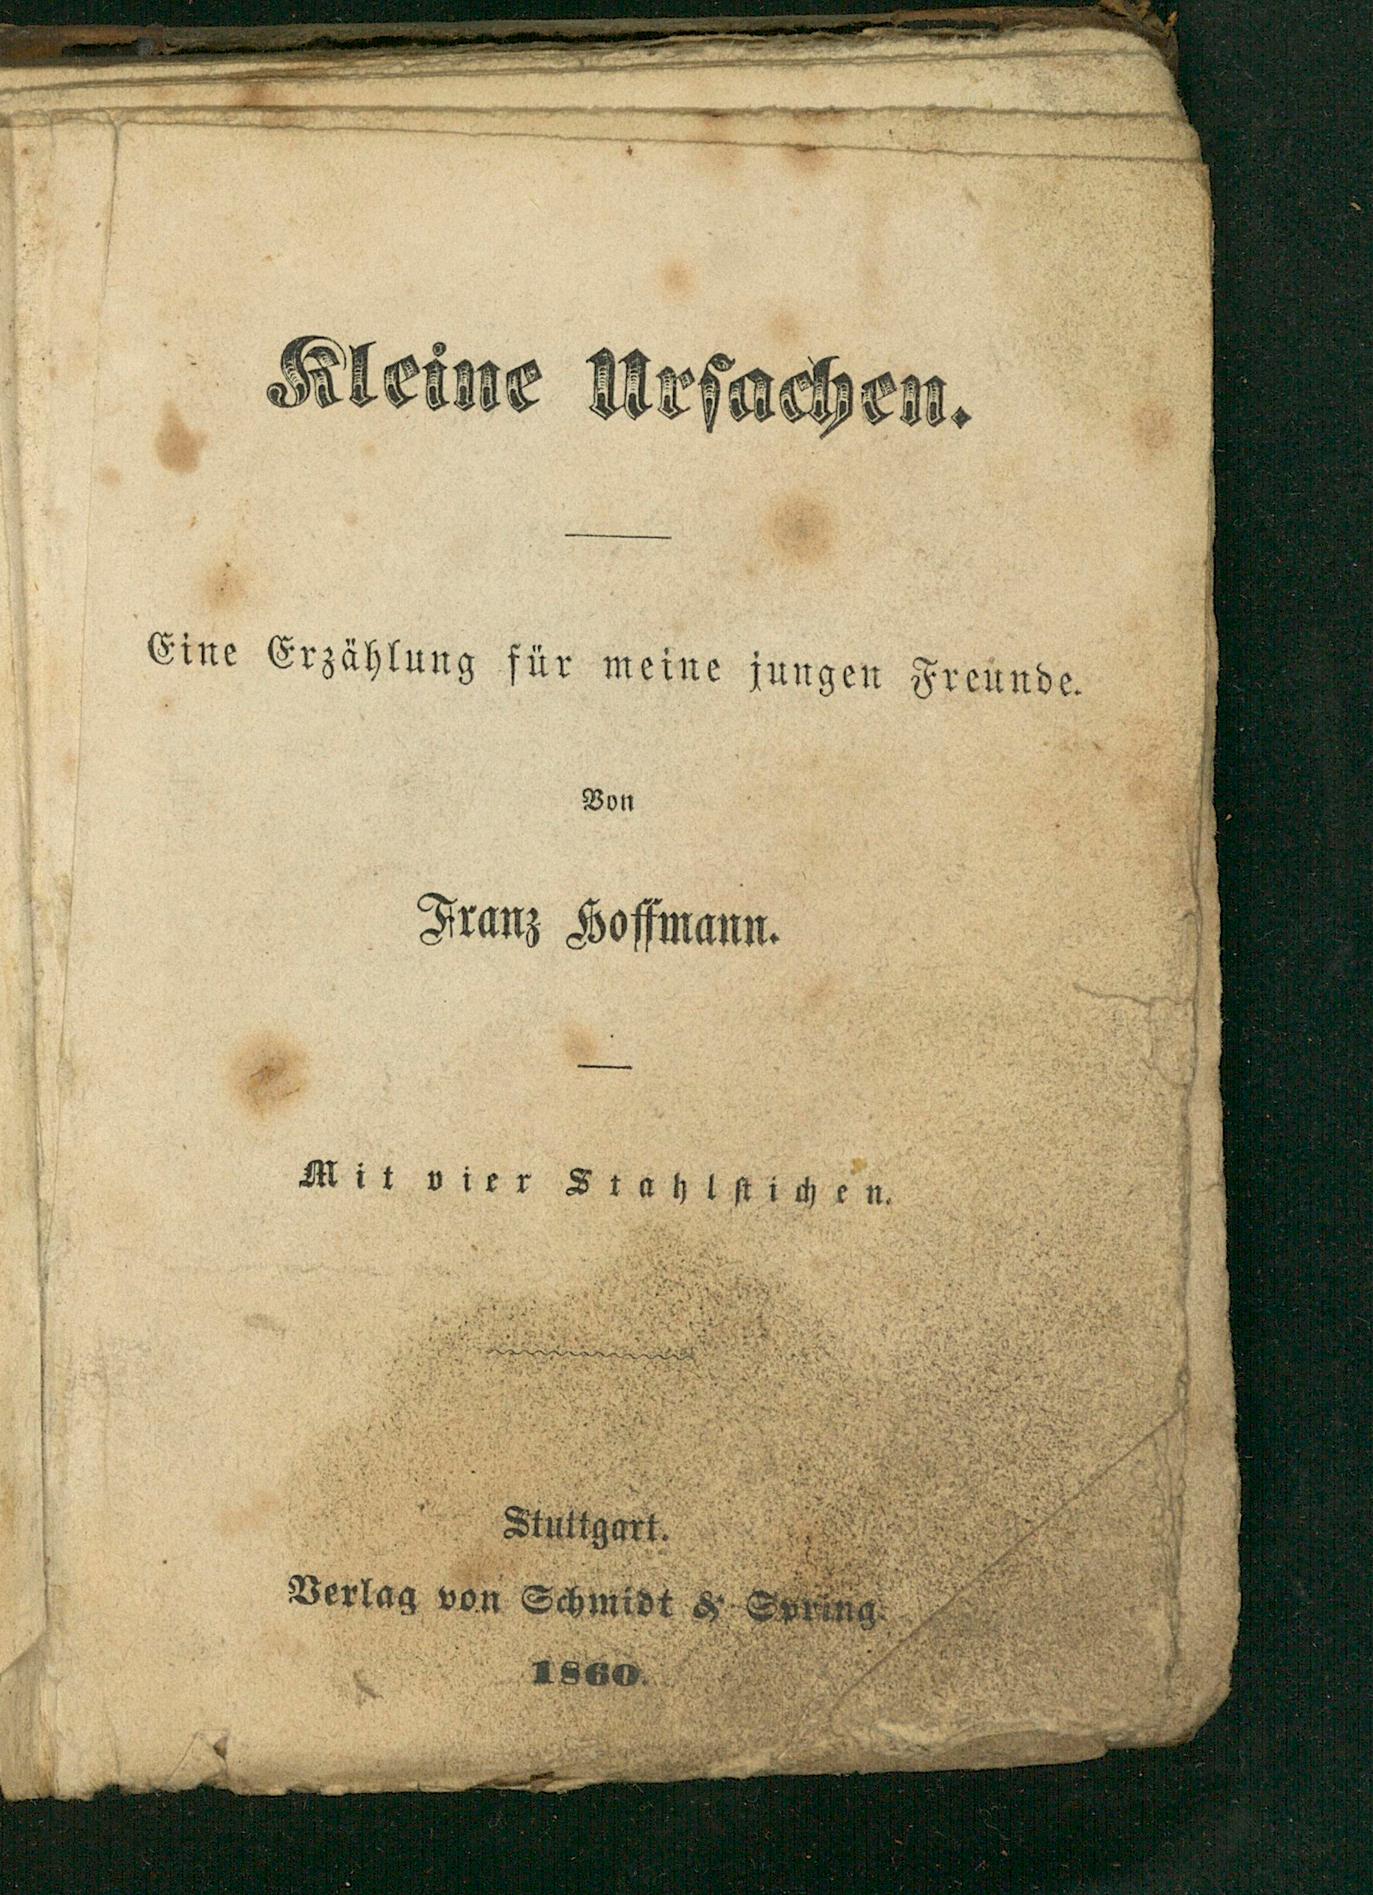 Kleine Urſachen.
Eine Erzählung für meine jungen Freunde.
Von
Franz Hoffmann.
Mit vier Stahlſtichen.
Stuttgart.
Verlag von Schmidt & Spring.
1860.